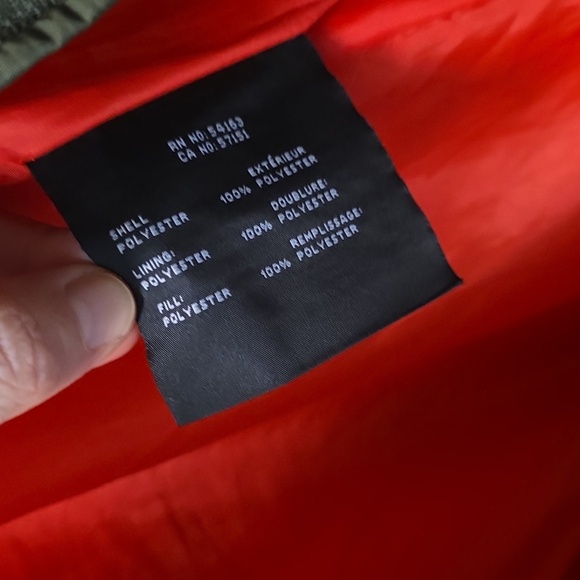 RN NO: 54163
CA NO: 57151
SHELL
POLYESTER
LINING:
POLYESTER
FILL:
POLYESTER
EXTÉRIEUR
100% POLYESTER
DOUBLURE:
100% POLYESTER
REMPLISSAGE:
100% POLYESTER